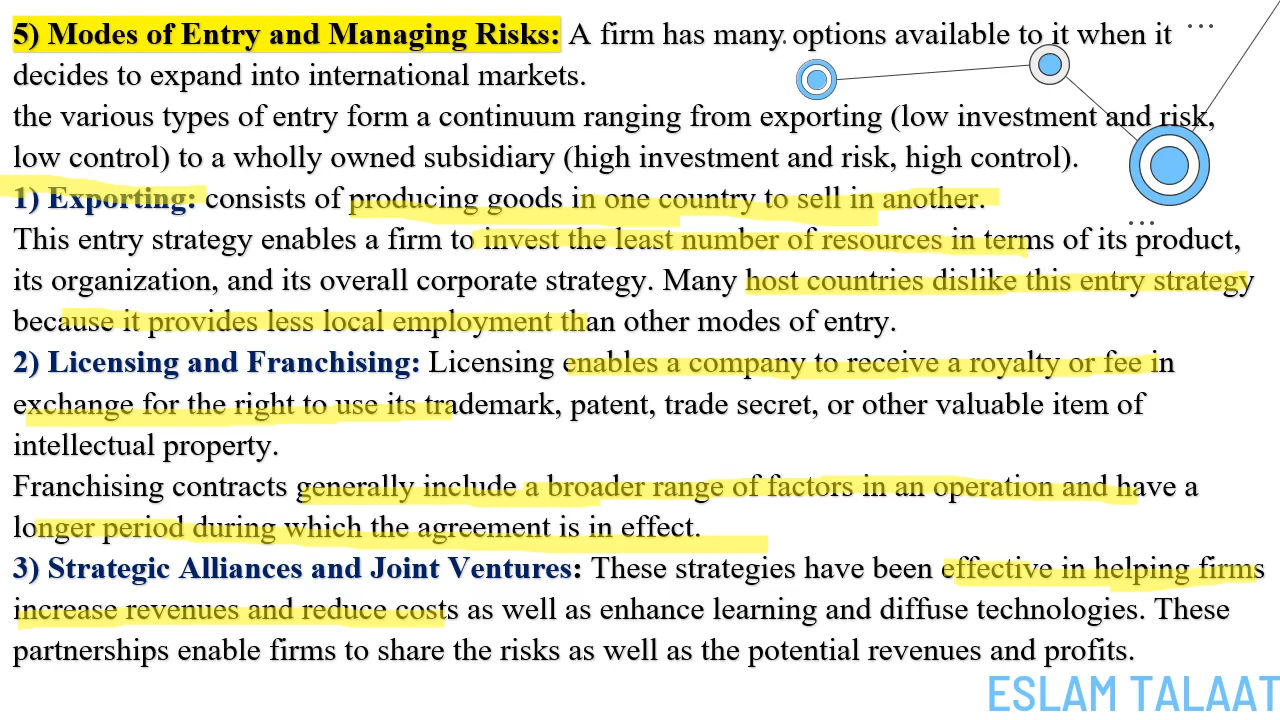 5) Modes of Entry and Managing Risks: A firm has many options available to it when it
decides to expand into international markets.
the various types of entry form a continuum ranging from exporting (low investment and risk,
low control) to a wholly owned subsidiary (high investment and risk, high control).
1) Exporting: consists of producing goods in one country to sell in another.
This entry strategy enables a firm to invest the least number of resources in terms of its product,
its organization, and its overall corporate strategy. Many host countries dislike this entry strategy
because it provides less local employment than other modes of entry.
2) Licensing and Franchising: Licensing enables a company to receive a royalty or fee in
exchange for the right to use its trademark, patent, trade secret, or other valuable item of
intellectual property.
Franchising contracts generally include a broader range of factors in an operation and have a
longer period during which the agreement is in effect.
3) Strategic Alliances and Joint Ventures: These strategies have been effective in helping firms
increase revenues and reduce costs as well as enhance learning and diffuse technologies. These
partnerships enable firms to share the risks as well as the potential revenues and profits.
ESLAM TALAAT